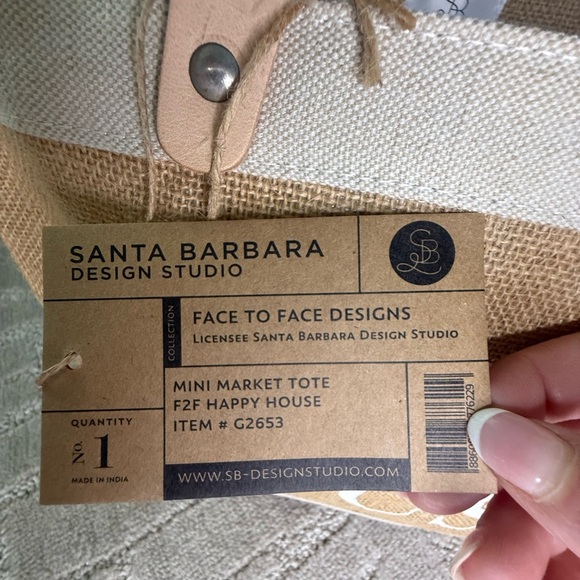 SANTA BARBARA
DESIGN STUDIO
SB
COLLECTION
FACE TO FACE DESIGNS
LICENSEE SANTA BARBARA DESIGN STUDIO
MINI MARKET TOTE
F2F HAPPY HOUSE
ITEM # G2653
QUANTITY
No. 1
MADE IN INDIA
WWW.SB-DESIGNSTUDIO.COM